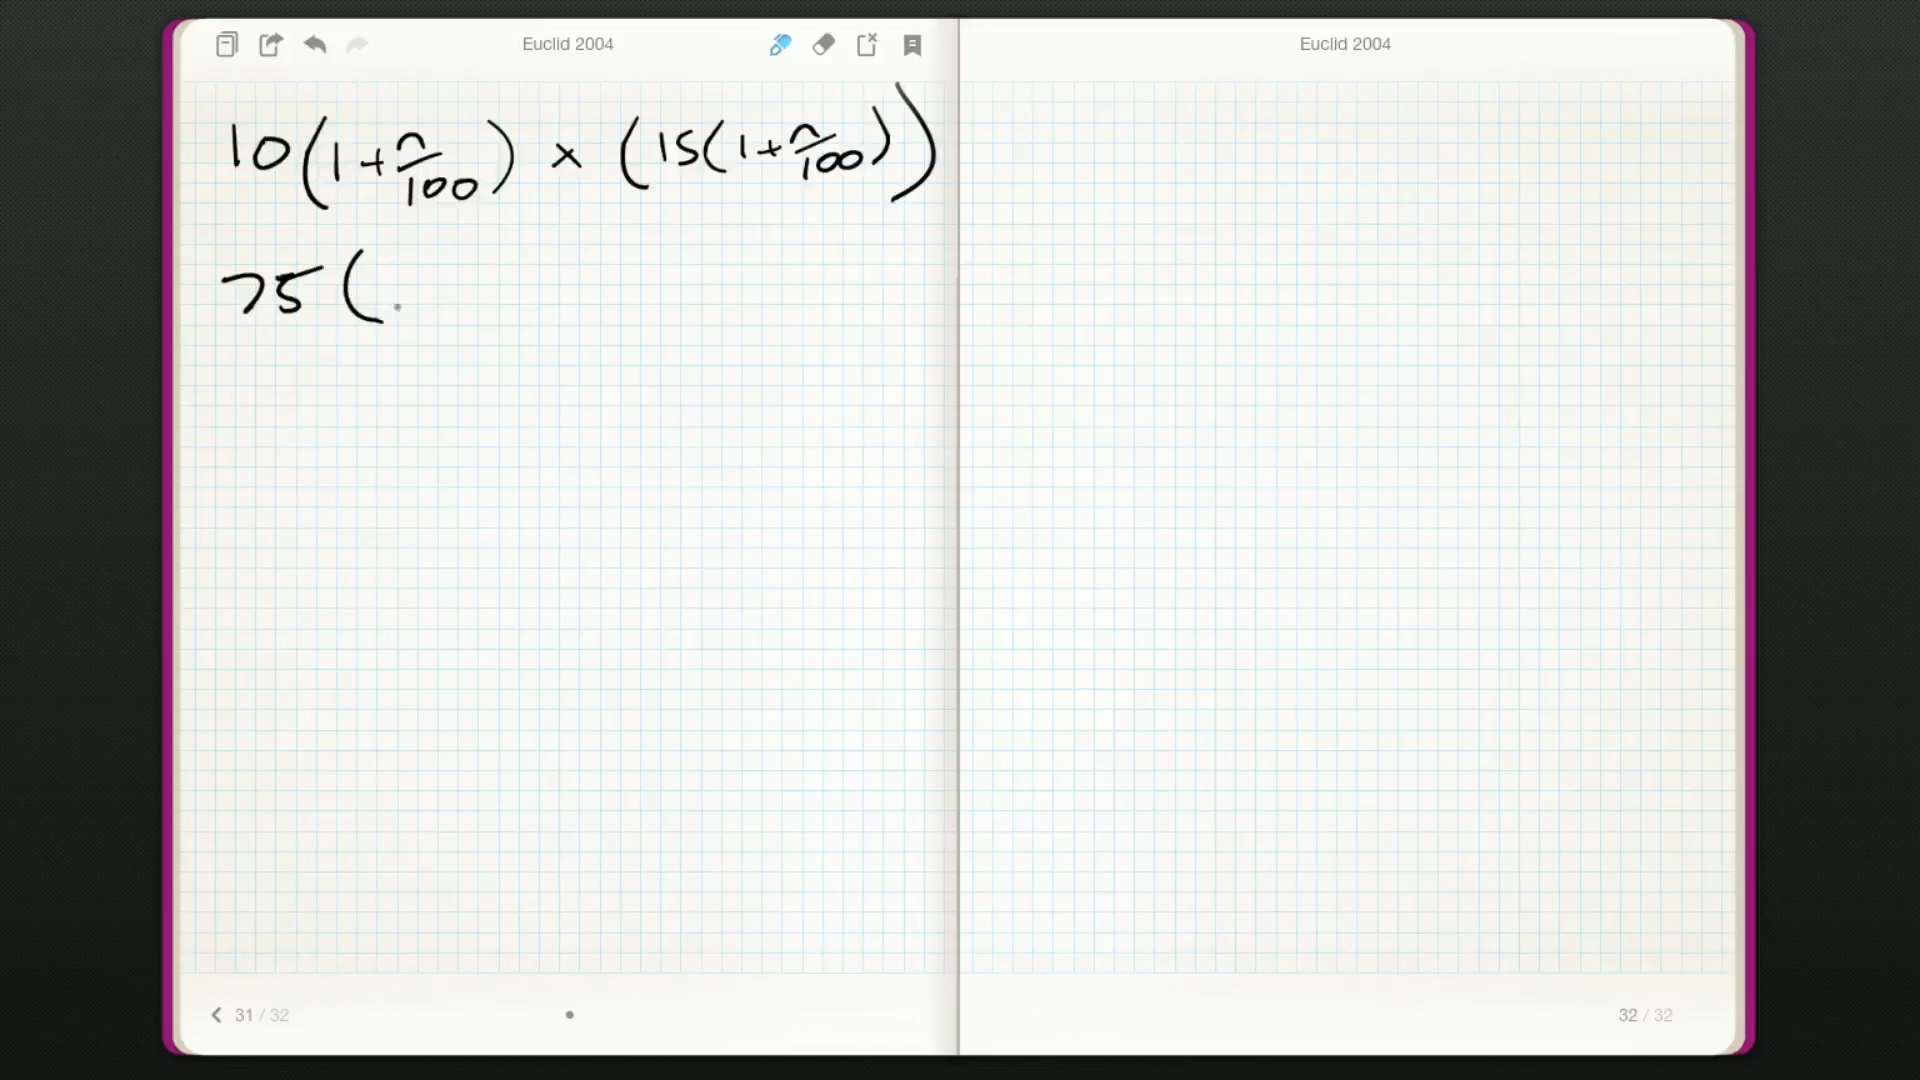 Euclid 2004
Euclid 2004
10(1+n/100) × (15(1+n/100))
75(
31 / 32
32 / 32